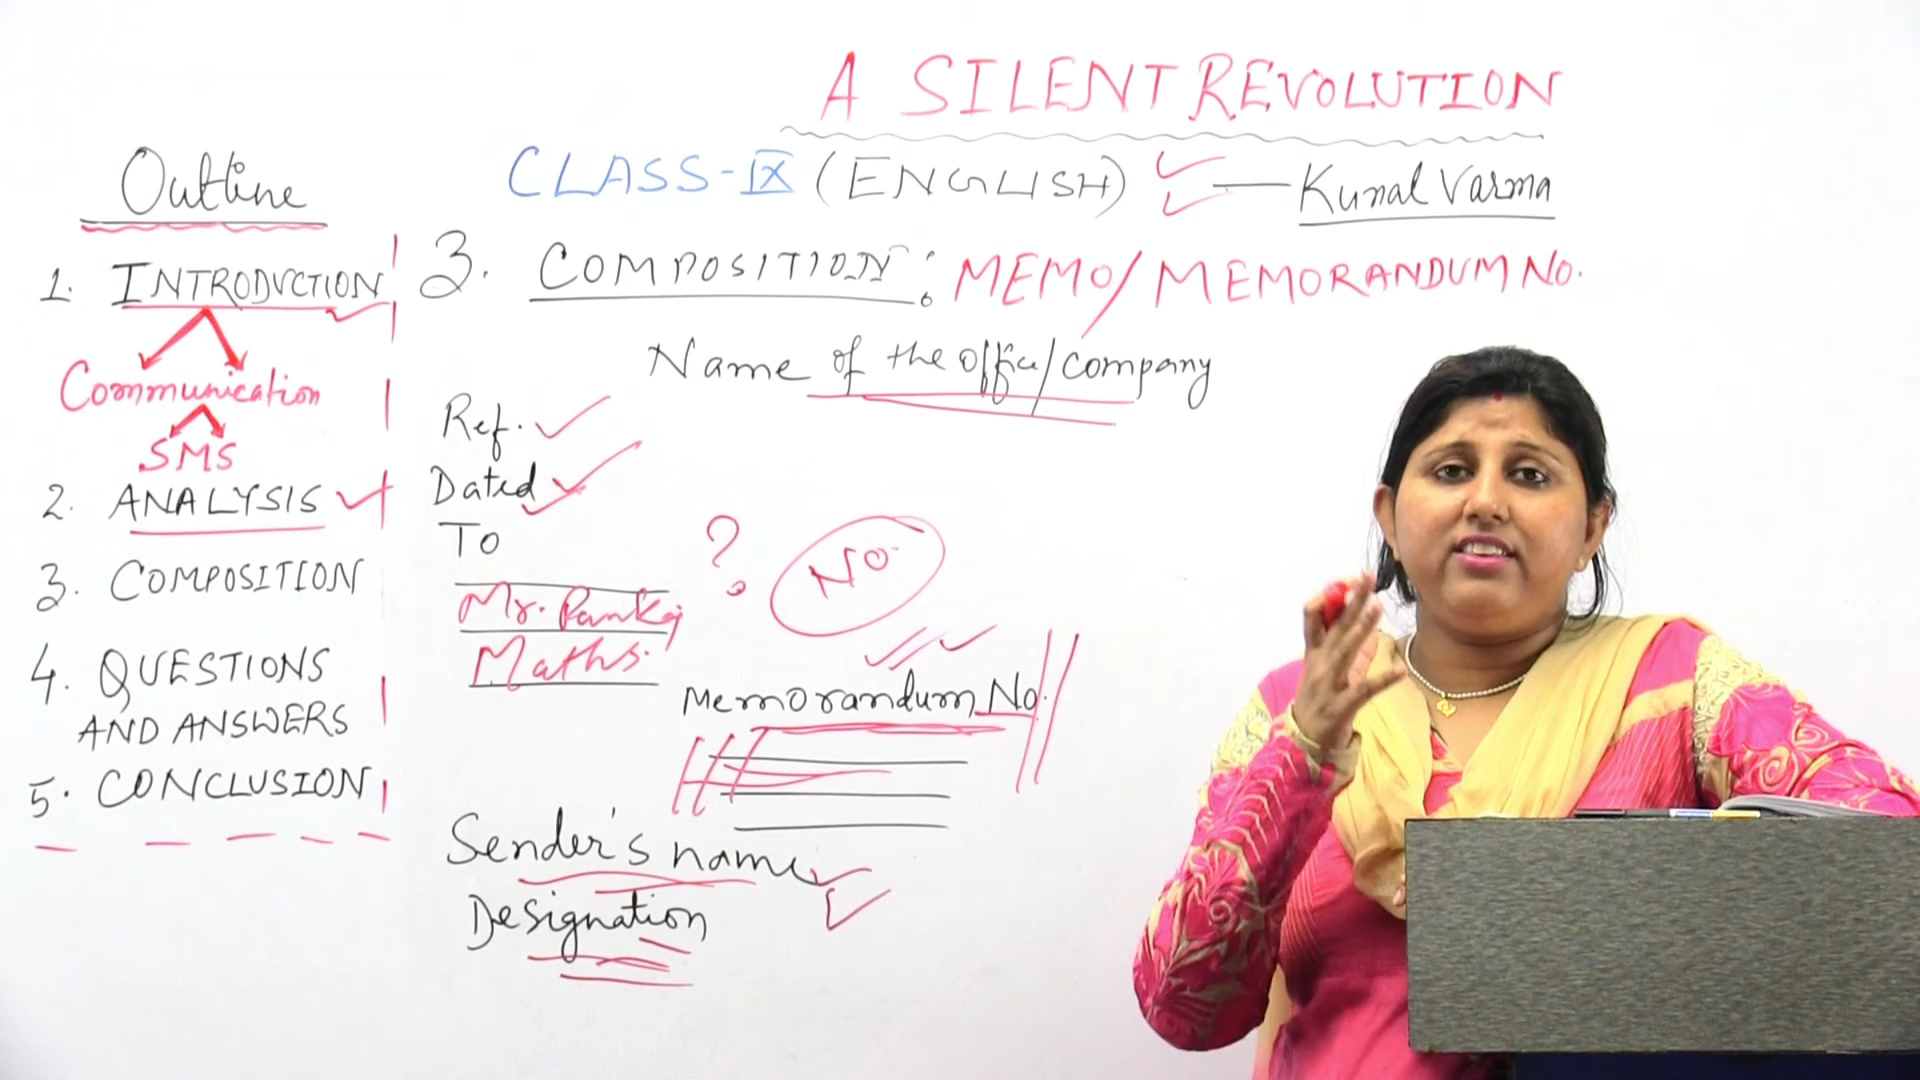 A SILENT REVOLUTION
CLASS-IX (ENGLISH) — Kunal Varma
Outline
1. INTRODUCTION
Communication
SMS
2. ANALYSIS
3. COMPOSITION
4. QUESTIONS
AND ANSWERS
5. CONCLUSION
3. COMPOSITION: MEMO/MEMORANDUM NO.
Name of the office/company
Ref.
Dated
To
Mr. Pankaj
Maths.
? NO
Memorandum No.
Sender's name
Designation